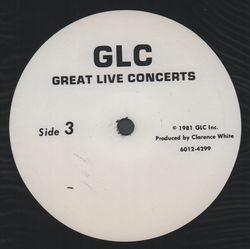 GLC
GREAT LIVE CONCERTS
Side 3
© 1981 GLC Inc.
Produced by Clarence White
6012-4299